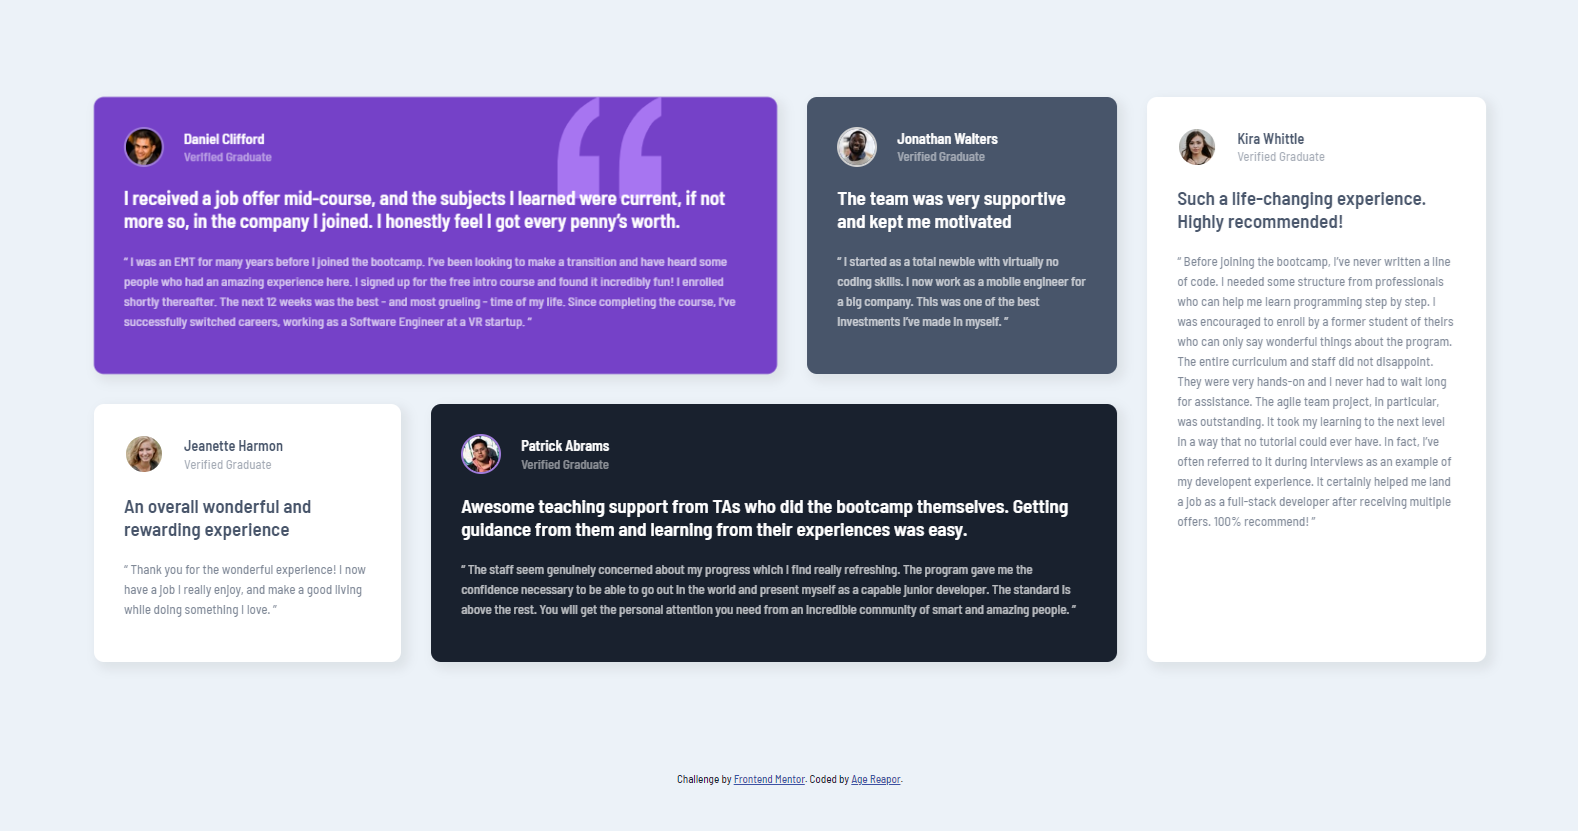 Daniel Clifford
Verified Graduate
I received a job offer mid-course, and the subjects I learned were current, if not
more so, in the company I joined. I honestly feel I got every penny's worth.
“ I was an EMT for many years before I joined the bootcamp. I've been looking to make a transition and have heard some
people who had an amazing experience here. I signed up for the free intro course and found it incredibly fun! I enrolled
shortly thereafter. The next 12 weeks was the best - and most grueling - time of my life. Since completing the course, I've
successfully switched careers, working as a Software Engineer at a VR startup. ”
Jonathan Walters
Verified Graduate
The team was very supportive
and kept me motivated
“ I started as a total newbie with virtually no
coding skills. I now work as a mobile engineer for
a big company. This was one of the best
investments I've made in myself. ”
Kira Whittle
Verified Graduate
Such a life-changing experience.
Highly recommended!
“ Before joining the bootcamp, I've never written a line
of code. I needed some structure from professionals
who can help me learn programming step by step. I
was encouraged to enroll by a former student of theirs
who can only say wonderful things about the program.
The entire curriculum and staff did not disappoint.
They were very hands-on and I never had to wait long
for assistance. The agile team project, in particular,
was outstanding. It took my learning to the next level
in a way that no tutorial could ever have. In fact, I've
often referred to it during interviews as an example of
my developent experience. It certainly helped me land
a job as a full-stack developer after receiving multiple
offers. 100% recommend! ”
Jeanette Harmon
Verified Graduate
An overall wonderful and
rewarding experience
“ Thank you for the wonderful experience! I now
have a job I really enjoy, and make a good living
while doing something I love. ”
Patrick Abrams
Verified Graduate
Awesome teaching support from TAs who did the bootcamp themselves. Getting
guidance from them and learning from their experiences was easy.
“ The staff seem genuinely concerned about my progress which I find really refreshing. The program gave me the
confidence necessary to be able to go out in the world and present myself as a capable junior developer. The standard is
above the rest. You will get the personal attention you need from an incredible community of smart and amazing people. ”
Challenge by Frontend Mentor. Coded by Age Reapor.